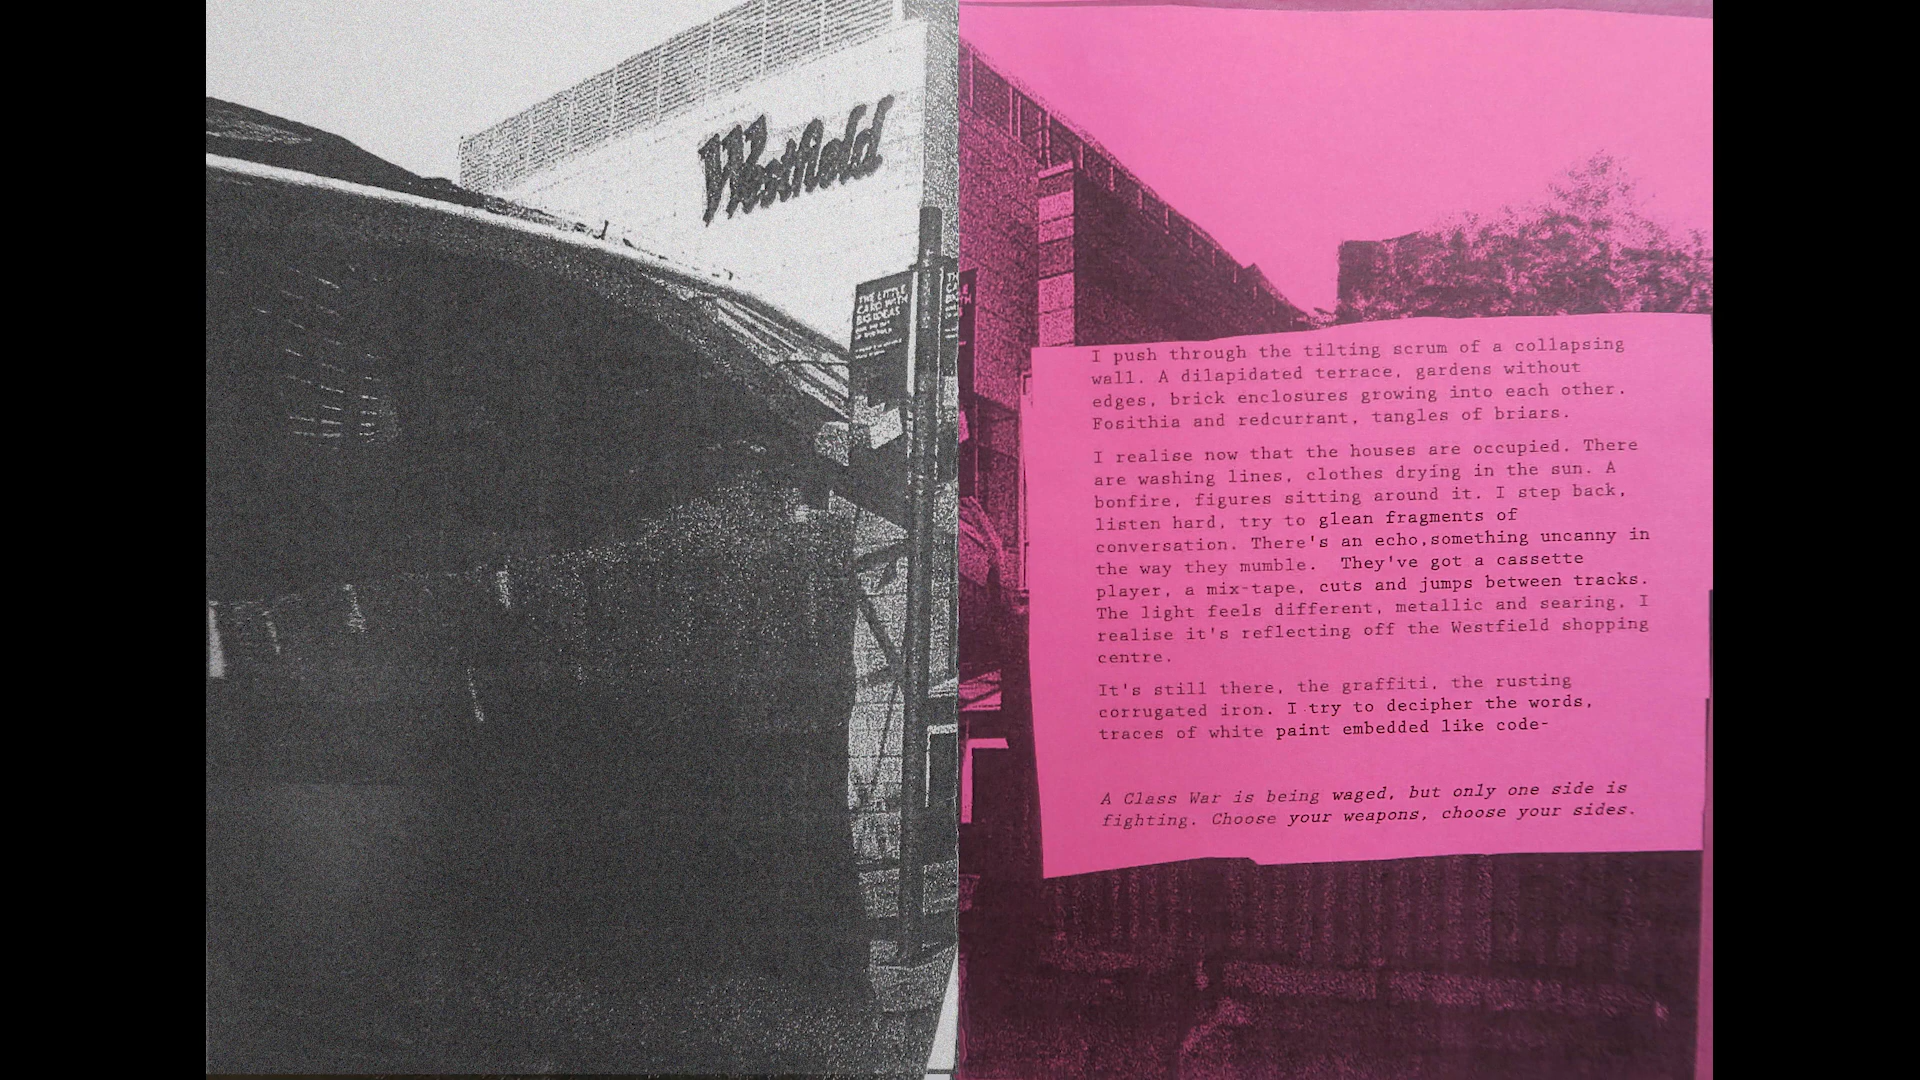 Westfield
THE LITTLE
CARD WITH
BIG IDEAS
I push through the tilting scrum of a collapsing
wall. A dilapidated terrace, gardens without
edges, brick enclosures growing into each other.
Fosithia and redcurrant, tangles of briars.
I realise now that the houses are occupied. There
are washing lines, clothes drying in the sun. A
bonfire, figures sitting around it. I step back,
listen hard, try to glean fragments of
conversation. There's an echo,something uncanny in
the way they mumble.  They've got a cassette
player, a mix-tape, cuts and jumps between tracks.
The light feels different, metallic and searing. I
realise it's reflecting off the Westfield shopping
centre.
It's still there, the graffiti, the rusting
corrugated iron. I try to decipher the words,
traces of white paint embedded like code-
A Class War is being waged, but only one side is
fighting. Choose your weapons, choose your sides.